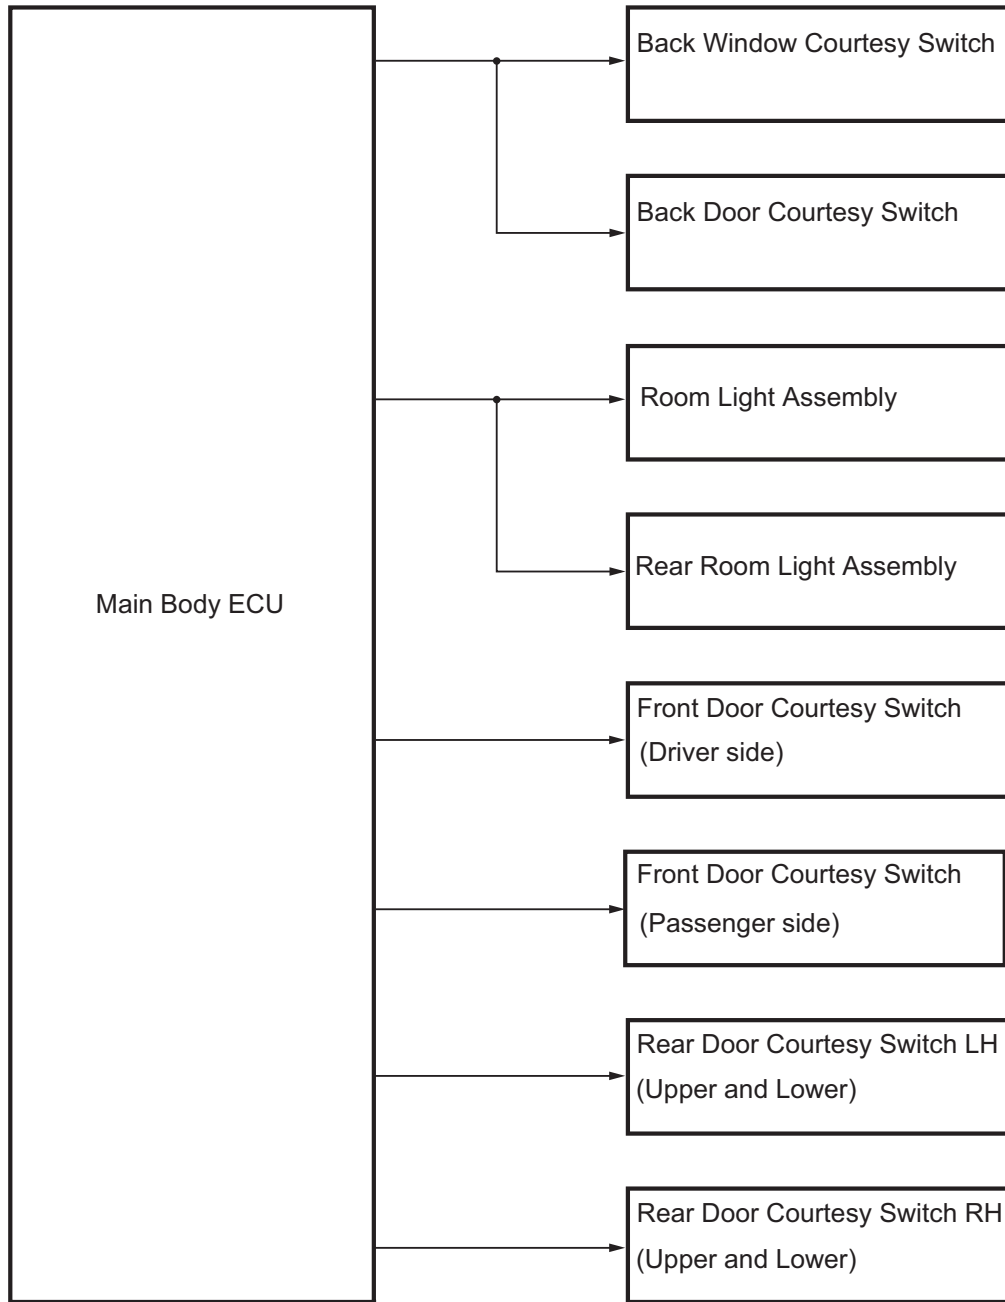 Back Window Courtesy Switch
Back Door Courtesy Switch
Room Light Assembly
Rear Room Light Assembly
Main Body ECU
Front Door Courtesy Switch
(Driver side)
Front Door Courtesy Switch
(Passenger side)
Rear Door Courtesy Switch LH
(Upper and Lower)
Rear Door Courtesy Switch RH
(Upper and Lower)